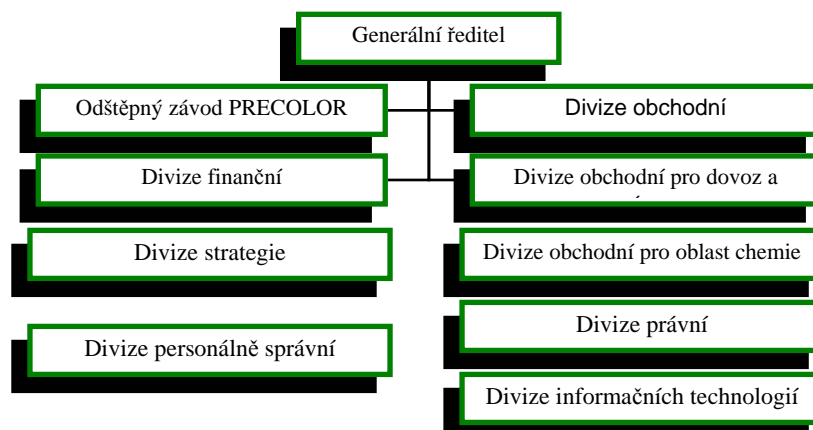 Generální ředitel
Odštěpný závod PRECOLOR
Divize obchodní
Divize finanční
Divize obchodní pro dovoz a
Divize strategie
Divize obchodní pro oblast chemie
Divize právní
Divize personálně správní
Divize informačních technologií